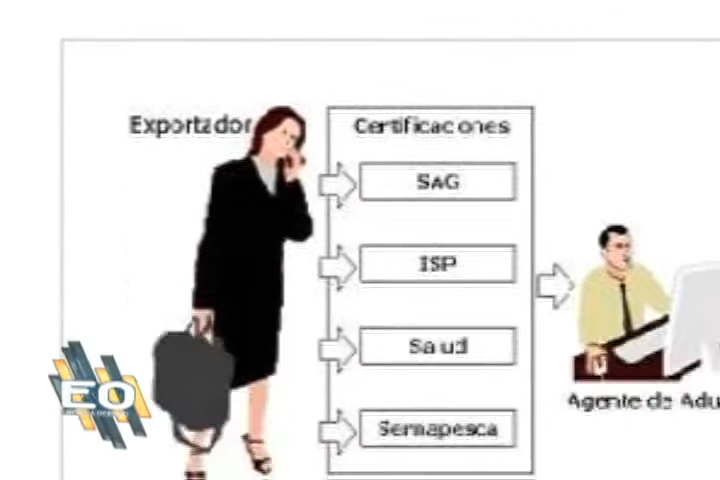 Exportador
Certificaciones
SAG
ISP
Salud
Sernapesca
Agente de Adu
EO